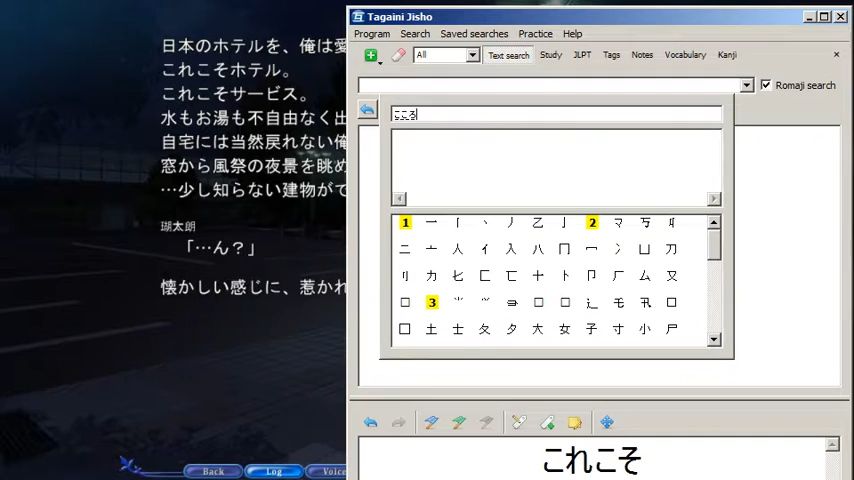 日本のホテルを、俺は愛
これこそホテル。
これこそサービス。
水もお湯も不自由なく出
自宅には当然戻れない俺
窓から風祭の夜景を眺め
…少し知らない建物がで
瑚太朗
「…ん？」
懐かしい感じに、惹かれ
Back Log Voice
Tagaini Jisho
Program Search Saved searches Practice Help
All Text search Study JLPT Tags Notes Vocabulary Kanji
Romaji search
こころ
1 一 丨 丶 丿 乙 亅 2 マ 丂
二 亠 人 イ 入 八 冂 冖 冫 凵 刀
刂 力 匕 匚 亡 十 卜 卩 厂 厶 又
3
土 士 夂 夕 大 女 子 寸 小 尸
これこそ